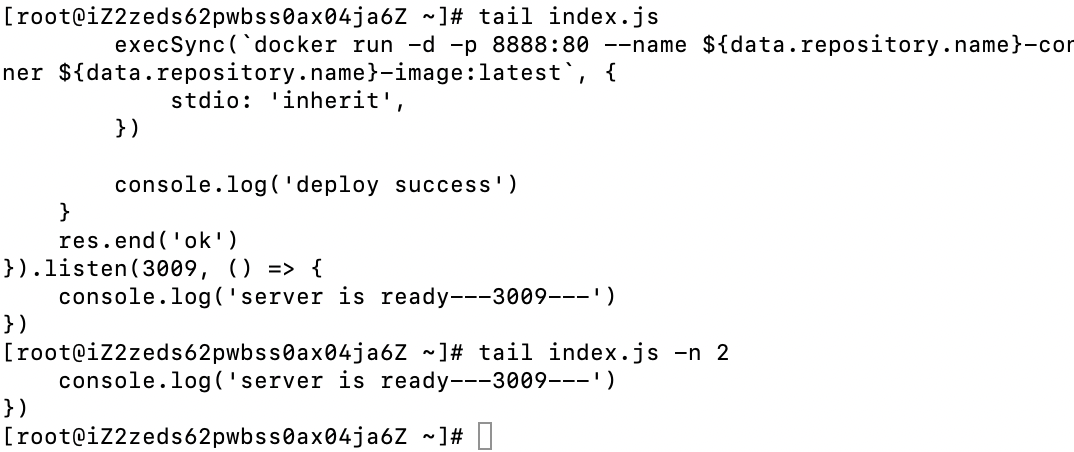 [root@iZ2zeds62pwbss0ax04ja6Z ~]# tail index.js
        execSync(`docker run -d -p 8888:80 --name ${data.repository.name}-con
ner ${data.repository.name}-image:latest`, {
            stdio: 'inherit',
        })
        console.log('deploy success')
    }
    res.end('ok')
}).listen(3009, () => {
    console.log('server is ready---3009---')
})
[root@iZ2zeds62pwbss0ax04ja6Z ~]# tail index.js -n 2
    console.log('server is ready---3009---')
})
[root@iZ2zeds62pwbss0ax04ja6Z ~]#